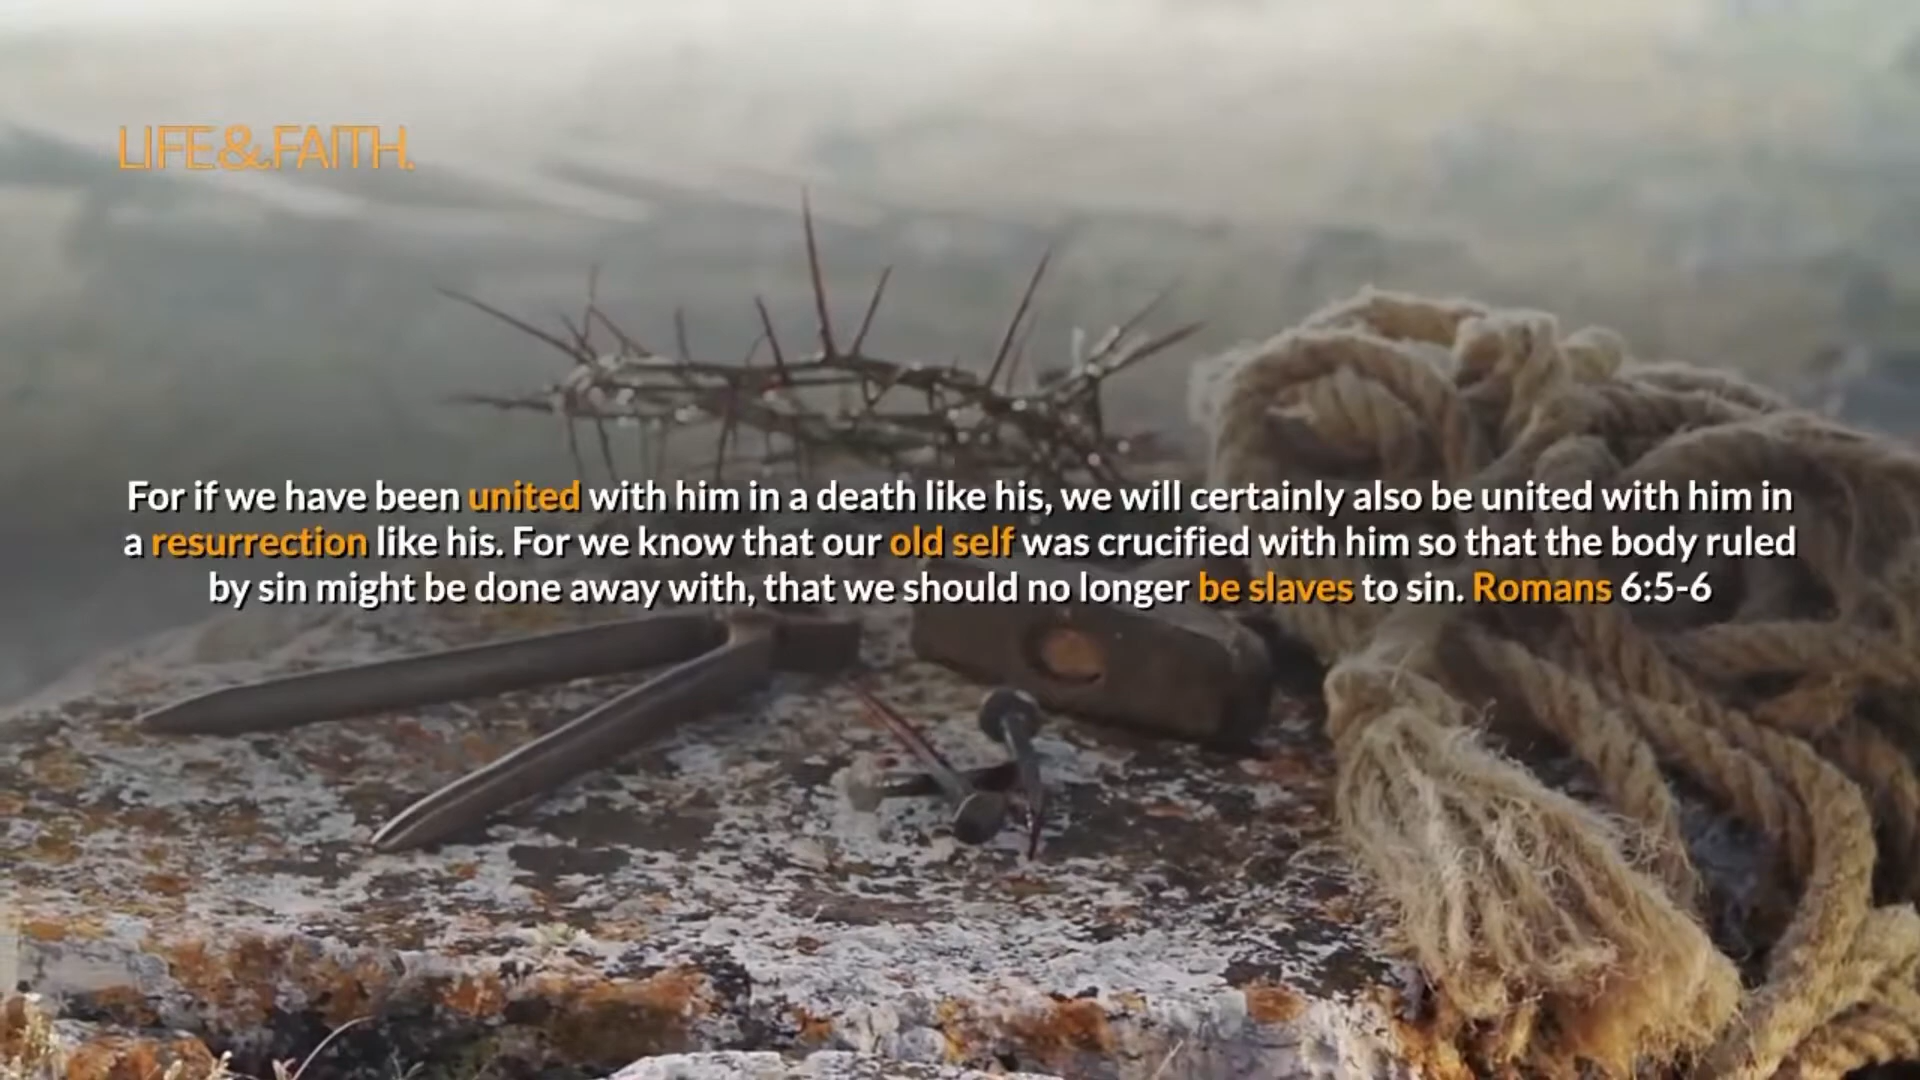 LIFE&FAITH.
For if we have been united with him in a death like his, we will certainly also be united with him in
a resurrection like his. For we know that our old self was crucified with him so that the body ruled
by sin might be done away with, that we should no longer be slaves to sin. Romans 6:5-6